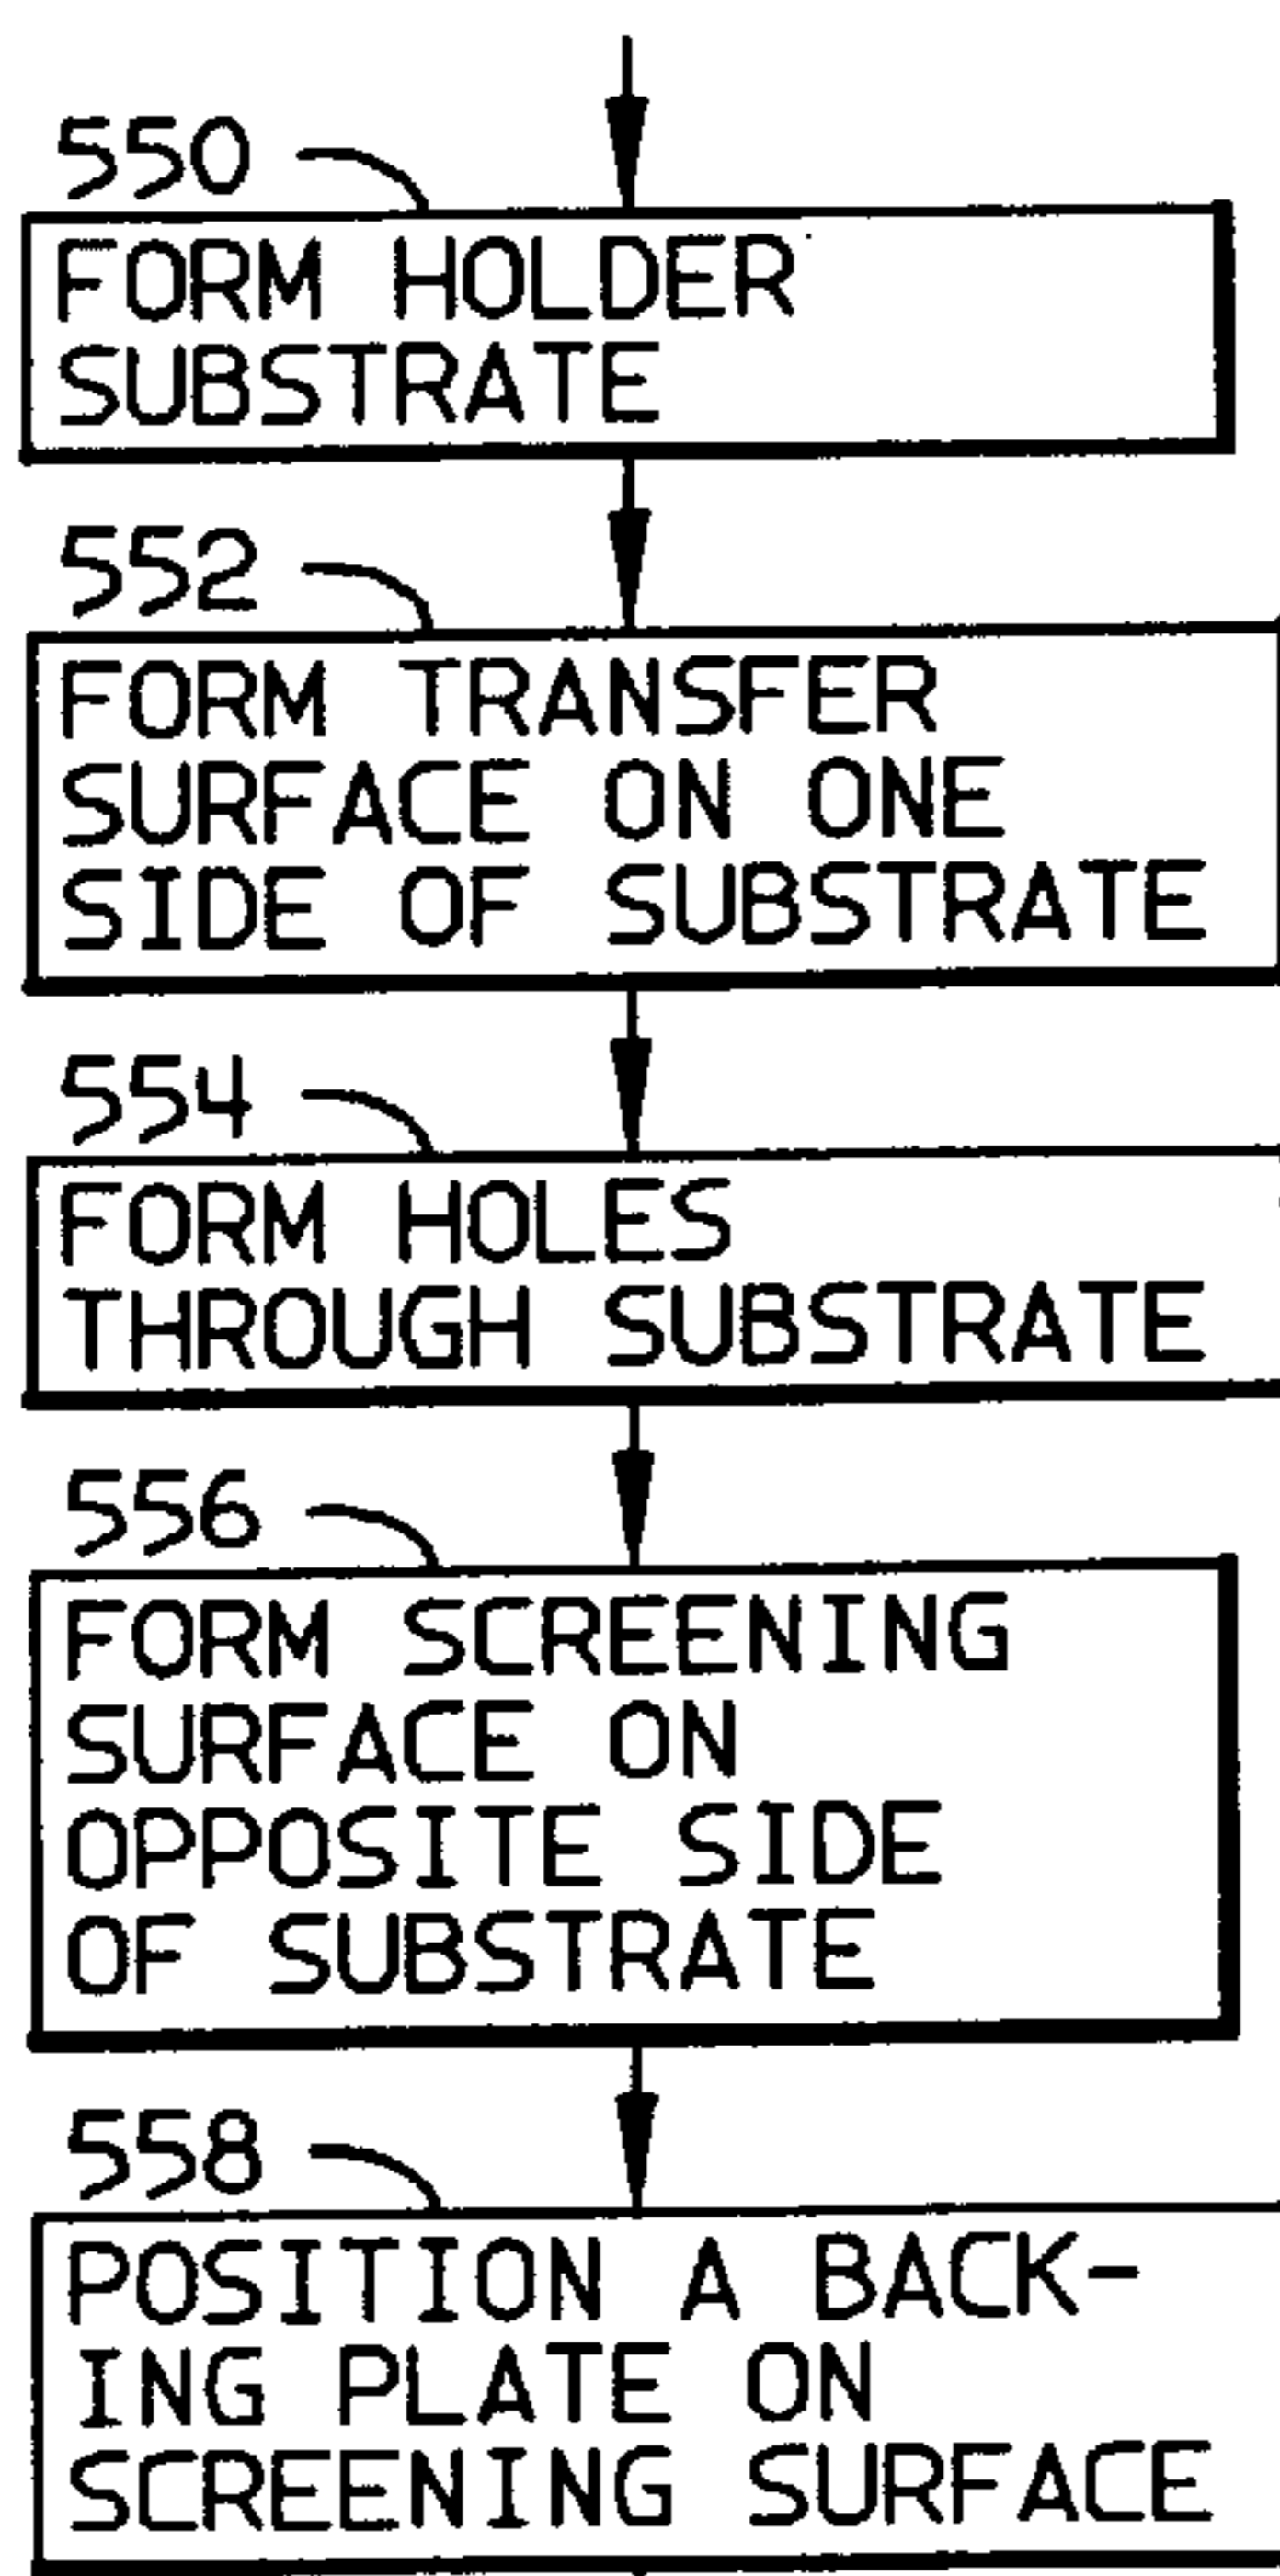 550
FORM HOLDER
SUBSTRATE
552
FORM TRANSFER
SURFACE ON ONE
SIDE OF SUBSTRATE
554
FORM HOLES
THROUGH SUBSTRATE
556
FORM SCREENING
SURFACE ON
OPPOSITE SIDE
OF SUBSTRATE
558
POSITION A BACK-
ING PLATE ON
SCREENING SURFACE